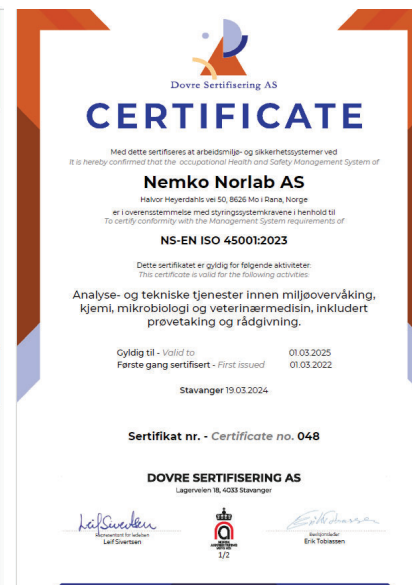 Dovre Sertifisering AS
CERTIFICATE
Med dette sertifiseres at arbeidsmiljø- og sikkerhetssystemer ved
It is hereby confirmed that the occupational Health and Safety Management System of
Nemko Norlab AS
Halvor Heyerdahls vei 50, 8626 Mo i Rana, Norge
er i overensstemmelse med styringssystemkravene i henhold til
To certify conformity with the Management System requirements of
NS-EN ISO 45001:2023
Dette sertifikatet er gyldig for følgende aktiviteter:
This certificate is valid for the following activities:
Analyse- og tekniske tjenester innen miljøovervåking,
kjemi, mikrobiologi og veterinærmedisin, inkludert
prøvetaking og rådgivning.
Gyldig til - Valid to 01.03.2025
Første gang sertifisert - First issued 01.03.2022
Stavanger 19.03.2024
Sertifikat nr. - Certificate no. 048
DOVRE SERTIFISERING AS
Lagerveien 18, 4033 Stavanger
Leif Sivertsen
Representant for ledelsen
Leif Sivertsen
1/2
Erik Tobiassen